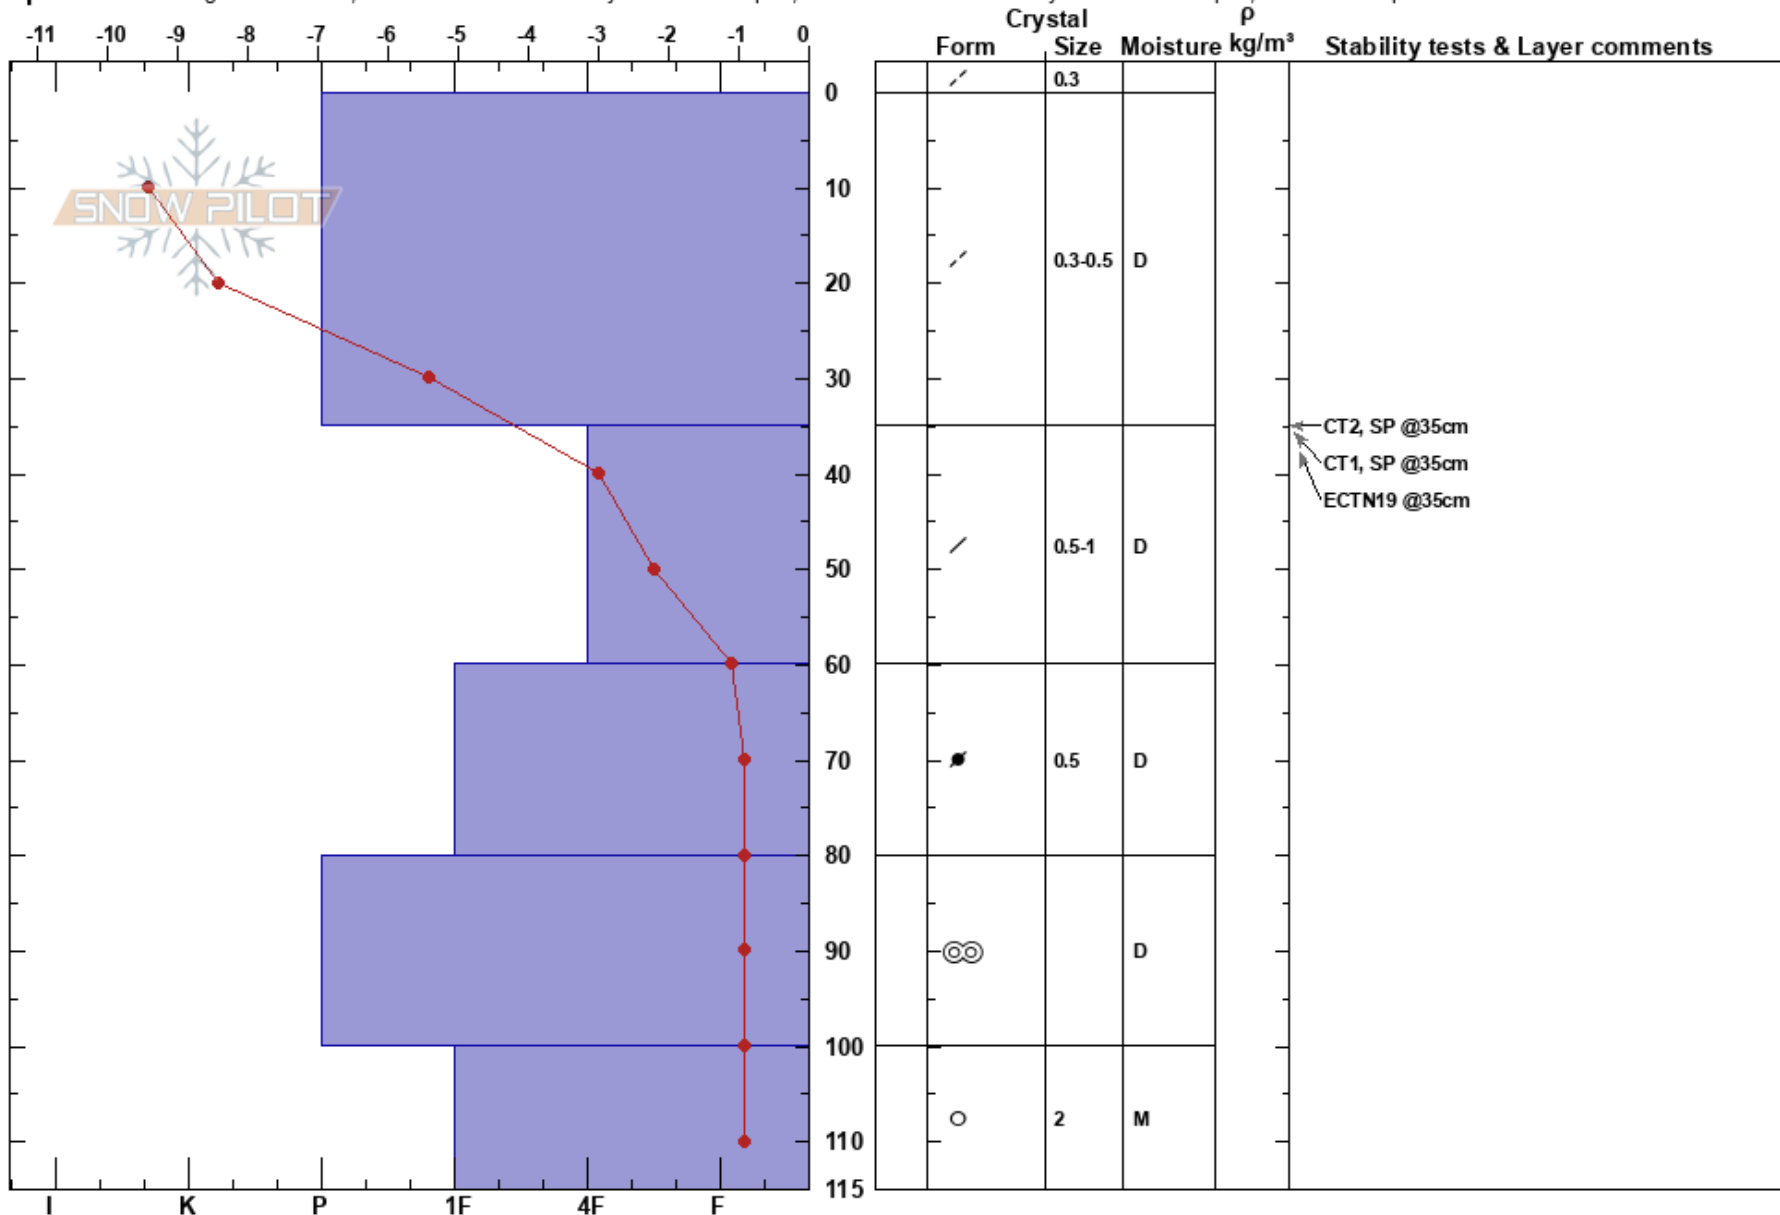 Crystal ρ
-11 -10 -9 -8 -7 -6 -5 -4 -3 -2 -1 0 Form Size Moisture kg/m³ Stability tests & Layer comments
0.3
0
SNOW PILOT
10
20 0.3-0.5 D
30
CT2, SP @35cm
CT1, SP @35cm
40
ECTN19 @35cm
0.5-1 D
50
60
70 0.5 D
80
90 D
100
2 M
110
115
I K P 1F 4F F